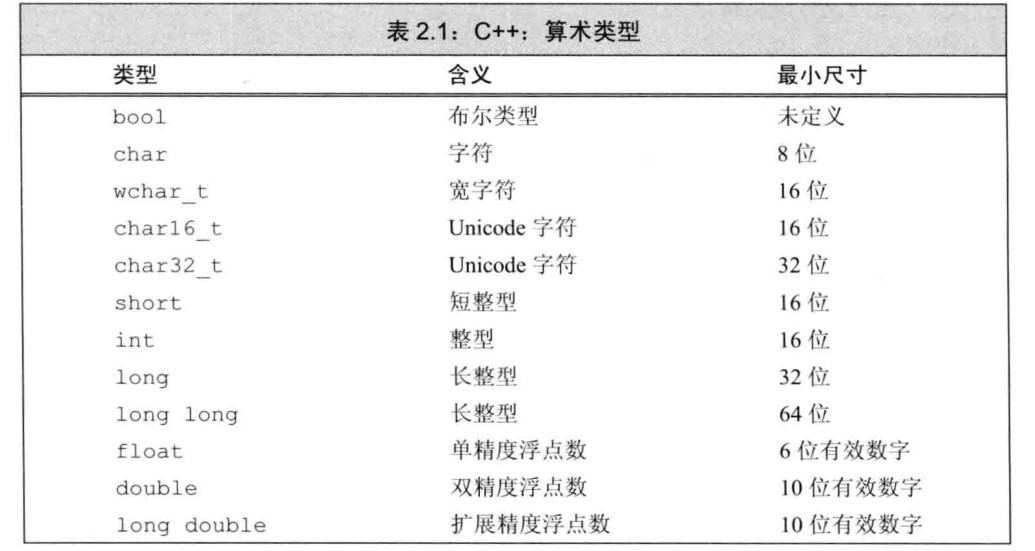 表 2.1：C++：算术类型
类型 含义 最小尺寸
bool 布尔类型 未定义
char 字符 8 位
wchar_t 宽字符 16 位
char16_t Unicode 字符 16 位
char32_t Unicode 字符 32 位
short 短整型 16 位
int 整型 16 位
long 长整型 32 位
long long 长整型 64 位
float 单精度浮点数 6 位有效数字
double 双精度浮点数 10 位有效数字
long double 扩展精度浮点数 10 位有效数字